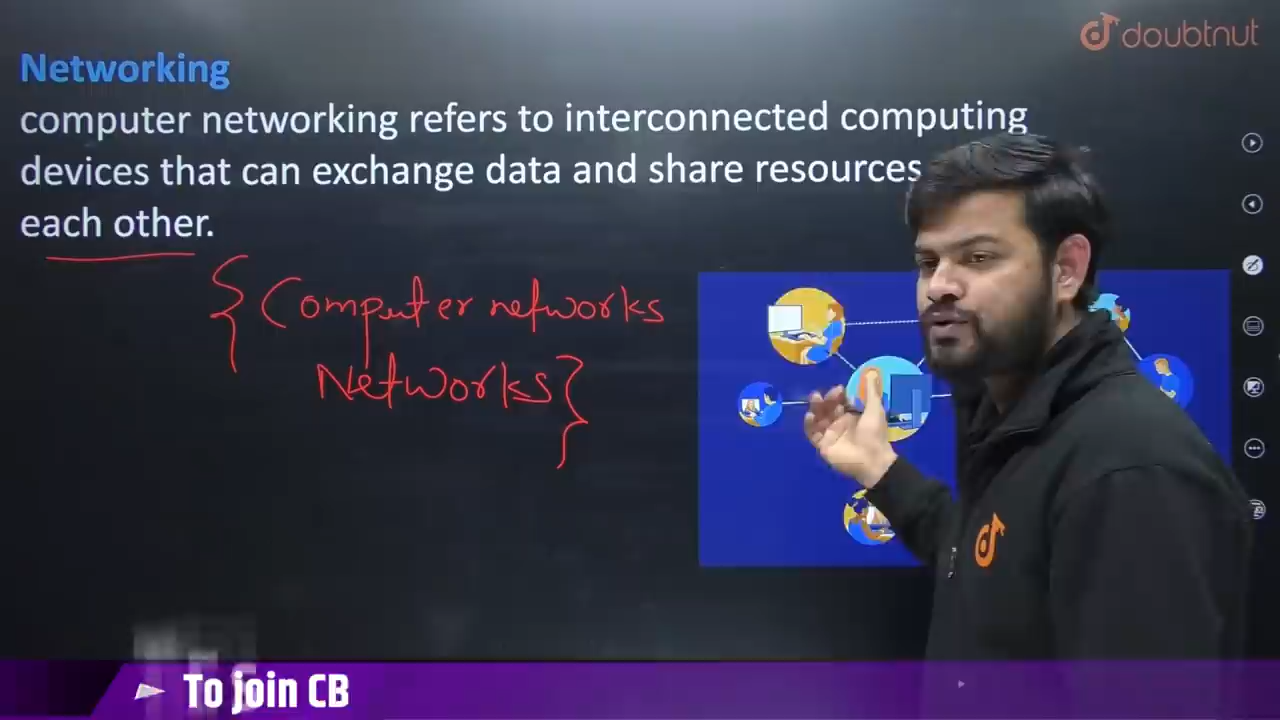 doubtnut
Networking
computer networking refers to interconnected computing
devices that can exchange data and share resources
each other.
{ Computer networks
Networks }
To join CB